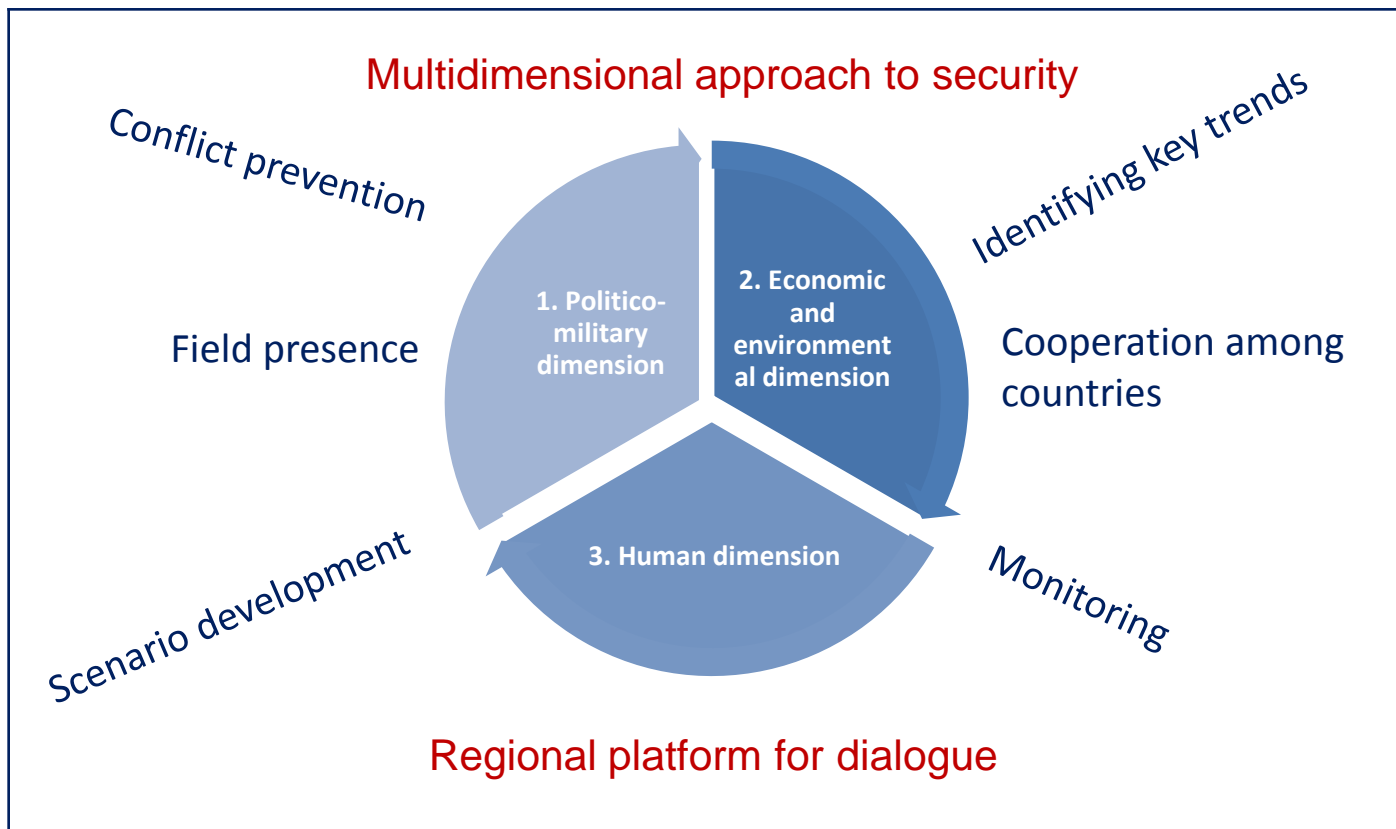 Multidimensional approach to security
Conflict prevention
Identifying key trends
1. Politico-
military
dimension
2. Economic
and
environment
al dimension
Field presence
Cooperation among
countries
3. Human dimension
Scenario development
Monitoring
Regional platform for dialogue